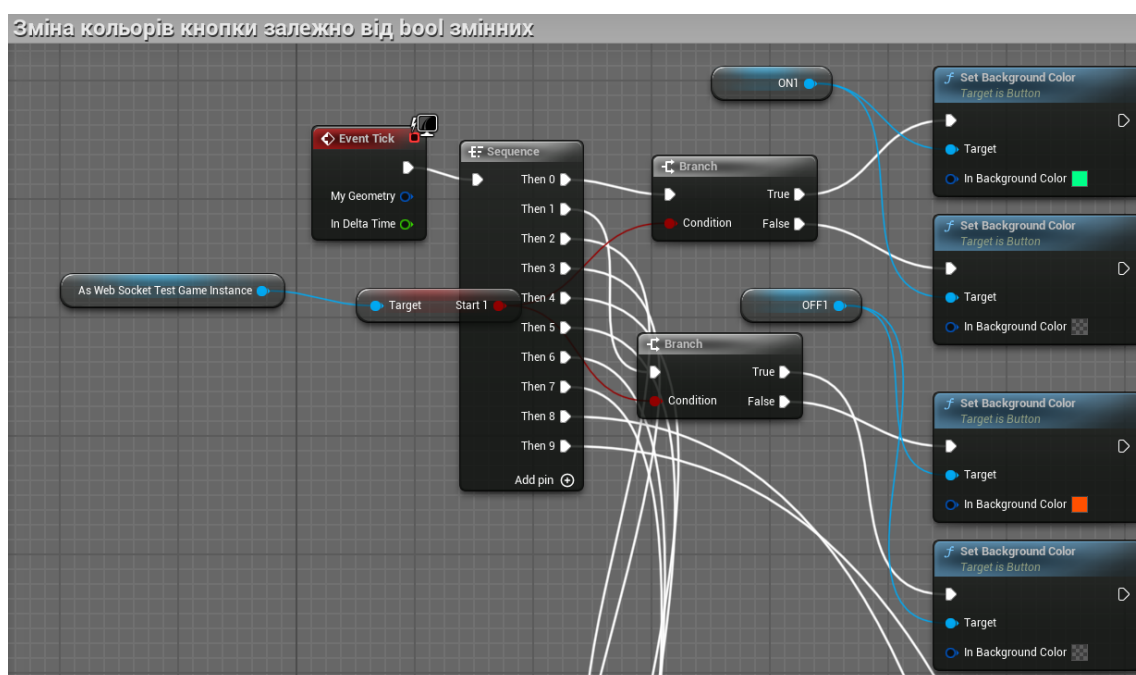 Зміна кольорів кнопки залежно від bool змінних
ON1
Set Background Color
Target is Button
Target
In Background Color
Event Tick
My Geometry
In Delta Time
Sequence
Then 0
Then 1
Then 2
Then 3
Then 4
Then 5
Then 6
Then 7
Then 8
Then 9
Add pin
Branch
True
Condition False
Set Background Color
Target is Button
Target
In Background Color
As Web Socket Test Game Instance
Target Start 1
OFF1
Branch
True
Condition False
Set Background Color
Target is Button
Target
In Background Color
Set Background Color
Target is Button
Target
In Background Color